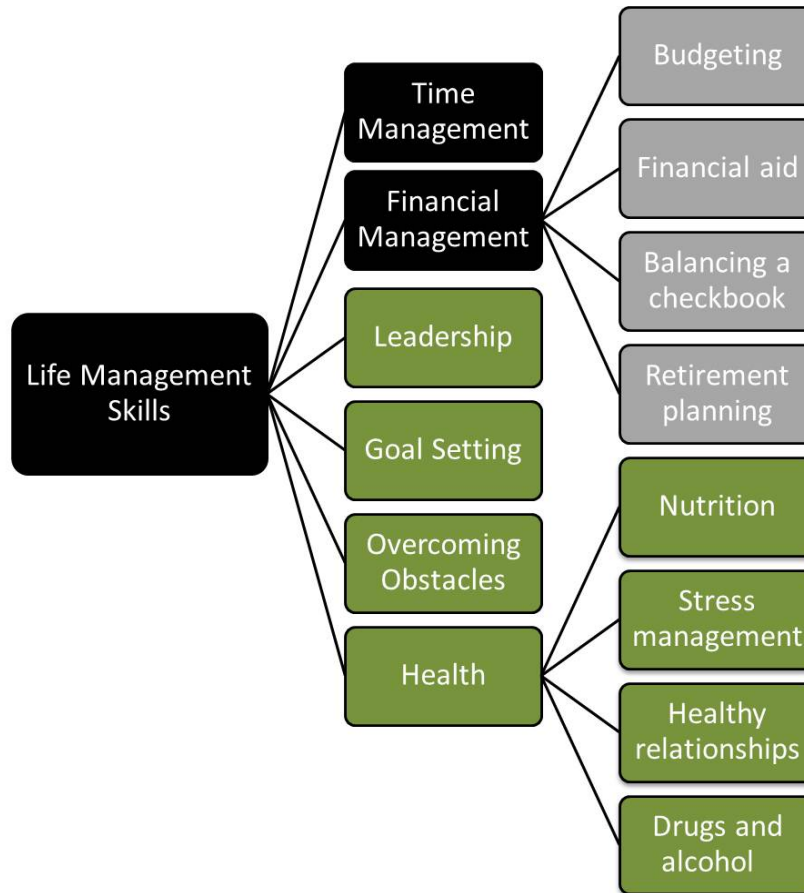 Life Management
Skills
Time
Management
Financial
Management
Leadership
Goal Setting
Overcoming
Obstacles
Health
Budgeting
Financial aid
Balancing a
checkbook
Retirement
planning
Nutrition
Stress
management
Healthy
relationships
Drugs and
alcohol